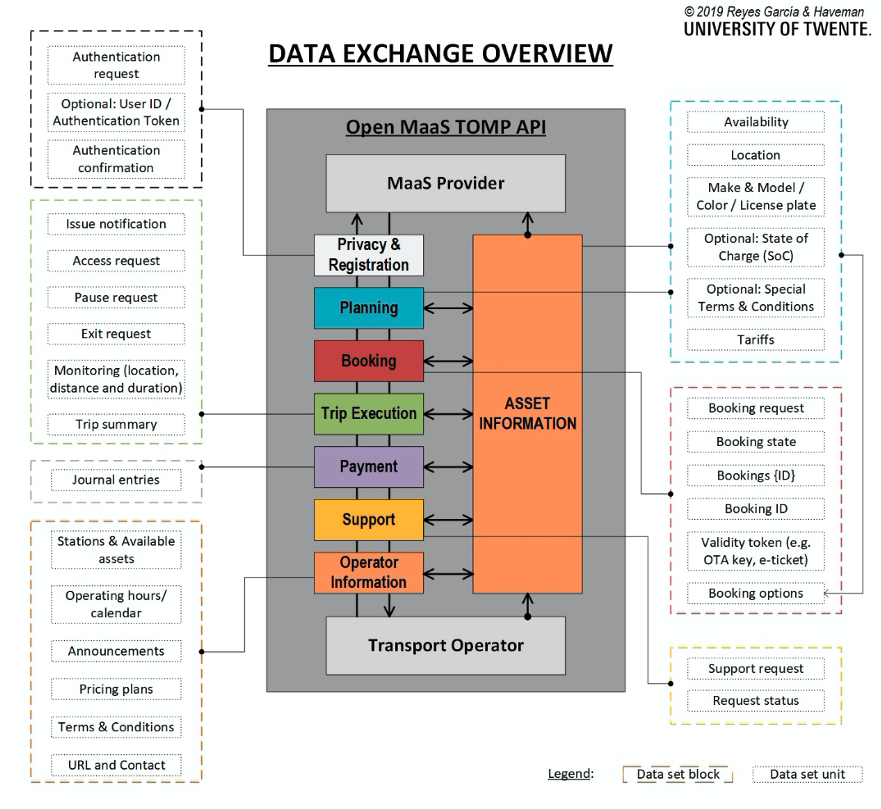 © 2019 Reyes Garcia & Haveman
UNIVERSITY OF TWENTE.
DATA EXCHANGE OVERVIEW
Authentication
request
Optional: User ID /
Authentication Token
Authentication
confirmation
Issue notification
Access request
Pause request
Exit request
Monitoring (location,
distance and duration)
Trip summary
Journal entries
Stations & Available
assets
Operating hours/
calendar
Announcements
Pricing plans
Terms & Conditions
URL and Contact
Open MaaS TOMP API
MaaS Provider
Privacy &
Registration
Planning
Booking
Trip Execution
Payment
Support
Operator
Information
ASSET
INFORMATION
Transport Operator
Availability
Location
Make & Model /
Color / License plate
Optional: State of
Charge (SoC)
Optional: Special
Terms & Conditions
Tariffs
Booking request
Booking state
Bookings {ID}
Booking ID
Validity token (e.g.
OTA key, e-ticket)
Booking options
Support request
Request status
Legend:
Data set block
Data set unit